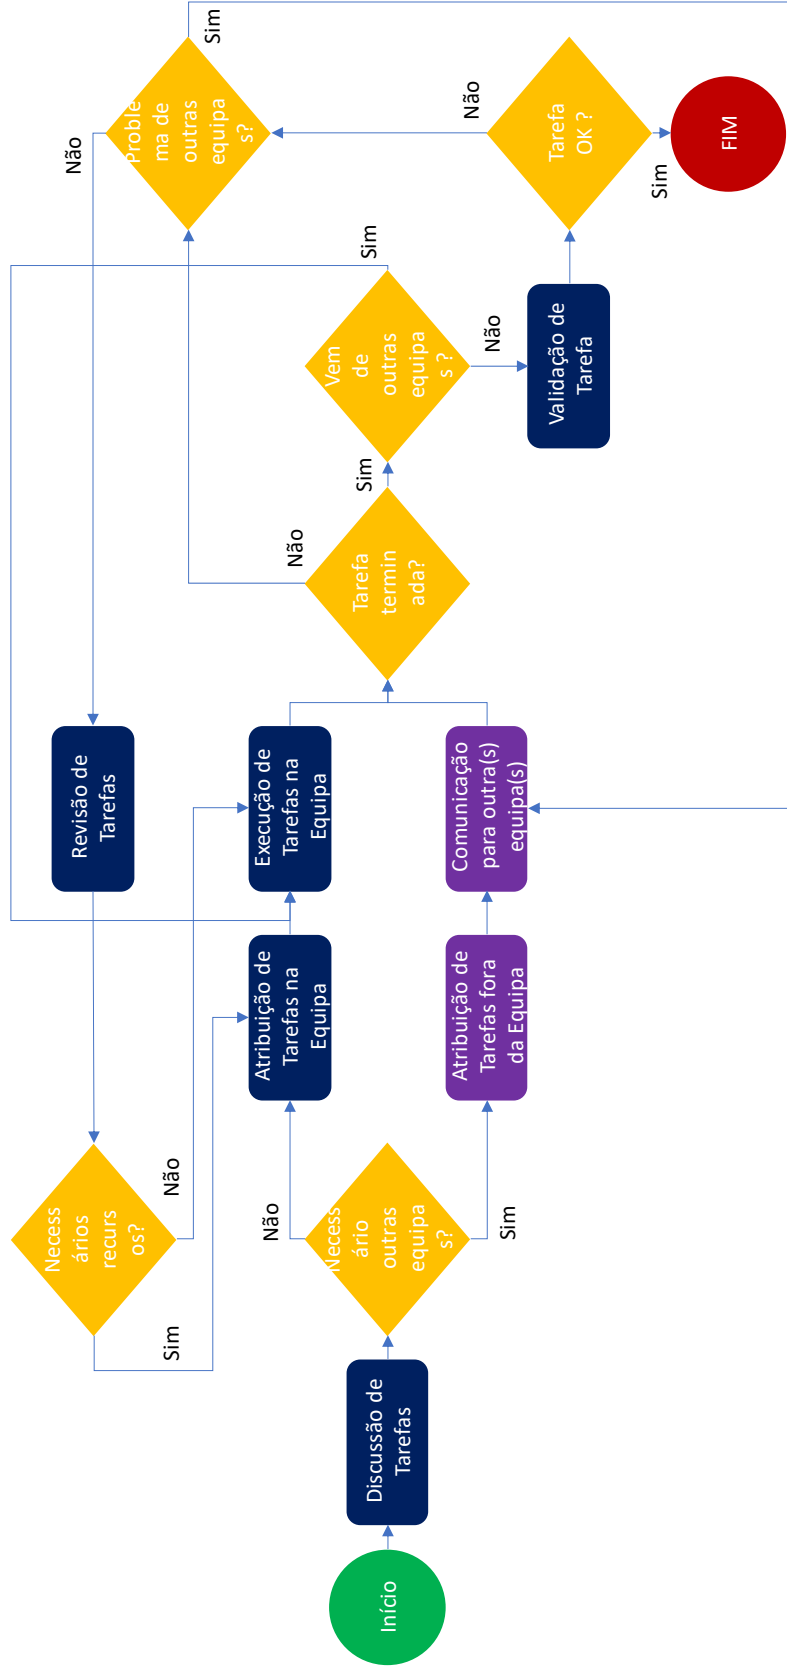 Início
Discussão de
Tarefas
Necess
ário
outras
equipa
s?
Não
Sim
Atribuição de
Tarefas na
Equipa
Atribuição de
Tarefas fora
da Equipa
Execução de
Tarefas na
Equipa
Comunicação
para outra(s)
equipa(s)
Tarefa
termin
ada?
Não
Sim
Vem
de
outras
equipa
s ?
Sim
Não
Validação de
Tarefa
Tarefa
OK ?
Não
Sim
FIM
Proble
ma de
outras
equipa
s?
Sim
Não
Revisão de
Tarefas
Necess
ários
recurs
os?
Não
Sim